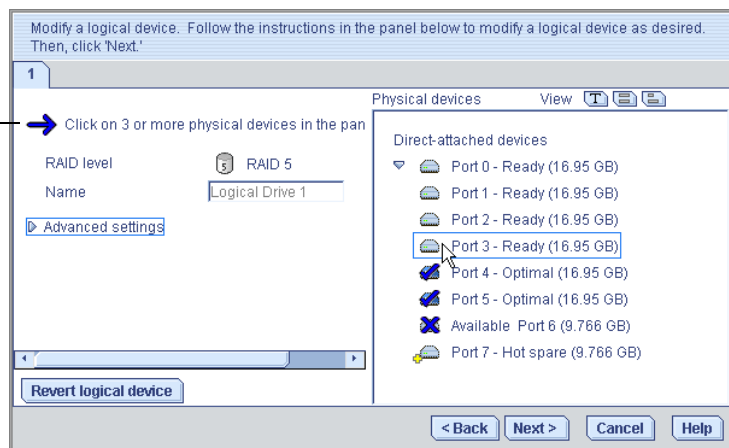 Modify a logical device. Follow the instructions in the panel below to modify a logical device as desired.
Then, click 'Next.'
1
Click on 3 or more physical devices in the pan
RAID level
5
RAID 5
Name
Logical Drive 1
Advanced settings
Revert logical device
Physical devices
View
T
Direct-attached devices
Port 0 - Ready (16.95 GB)
Port 1 - Ready (16.95 GB)
Port 2 - Ready (16.95 GB)
Port 3 - Ready (16.95 GB)
Port 4 - Optimal (16.95 GB)
Port 5 - Optimal (16.95 GB)
Available Port 6 (9.766 GB)
Port 7 - Hot spare (9.766 GB)
< Back
Next >
Cancel
Help